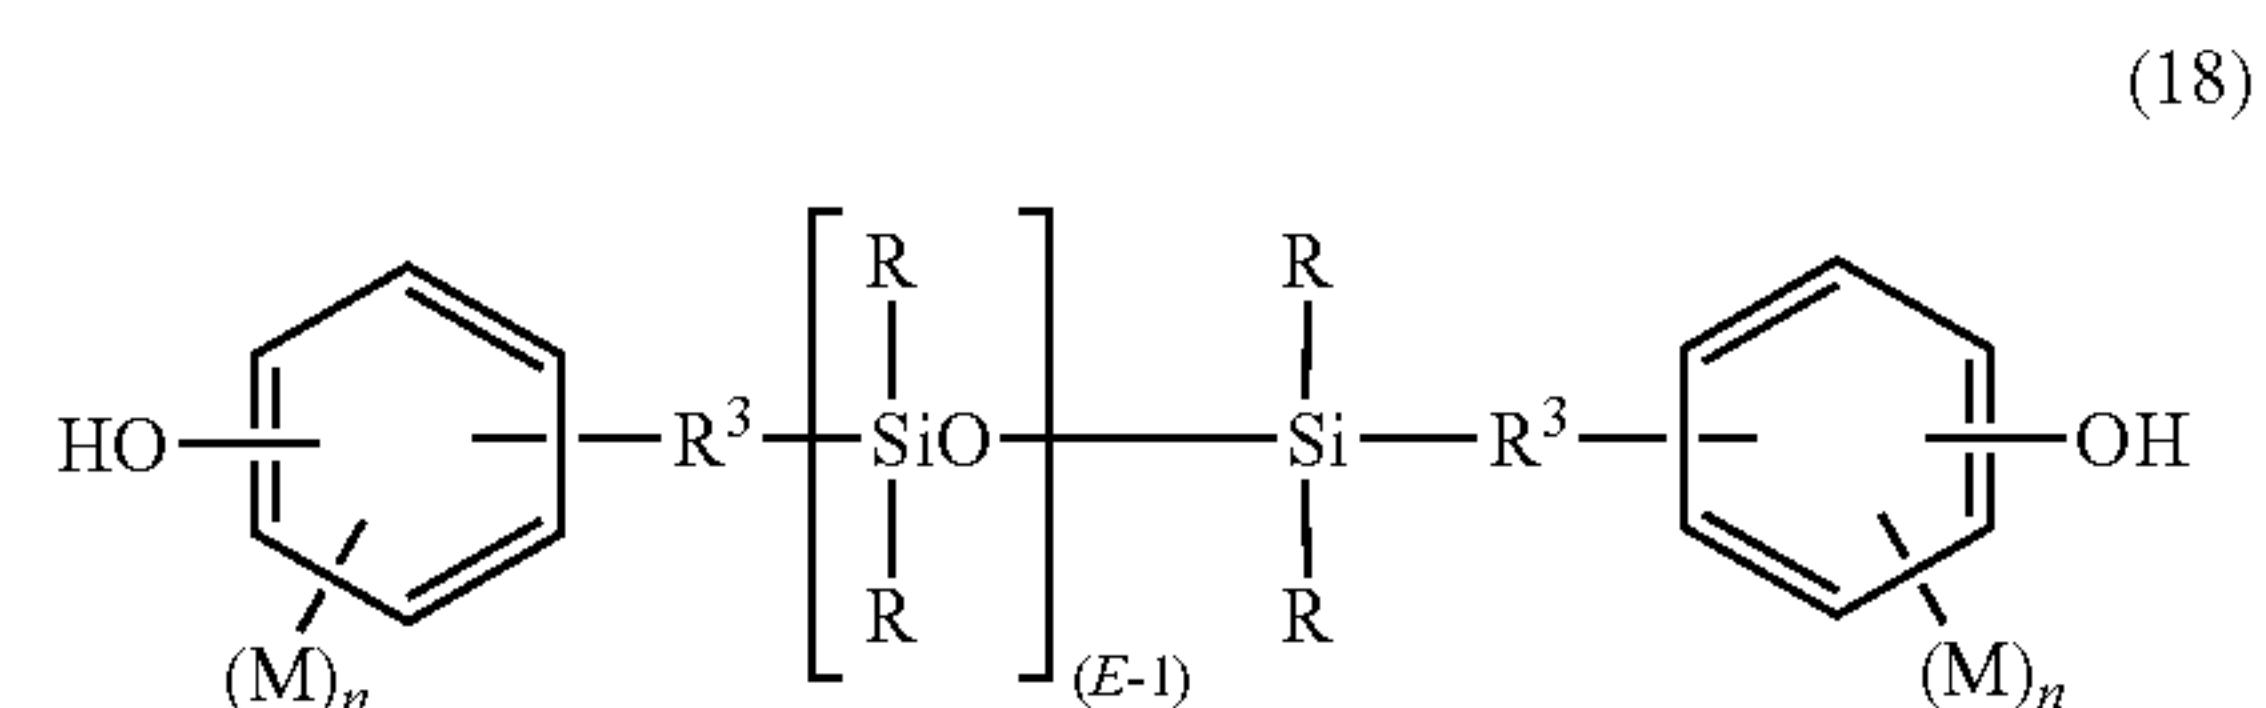 (18)
R R
HO R³ SiO Si R³ OH
R R
(M)n (E-1) (M)n